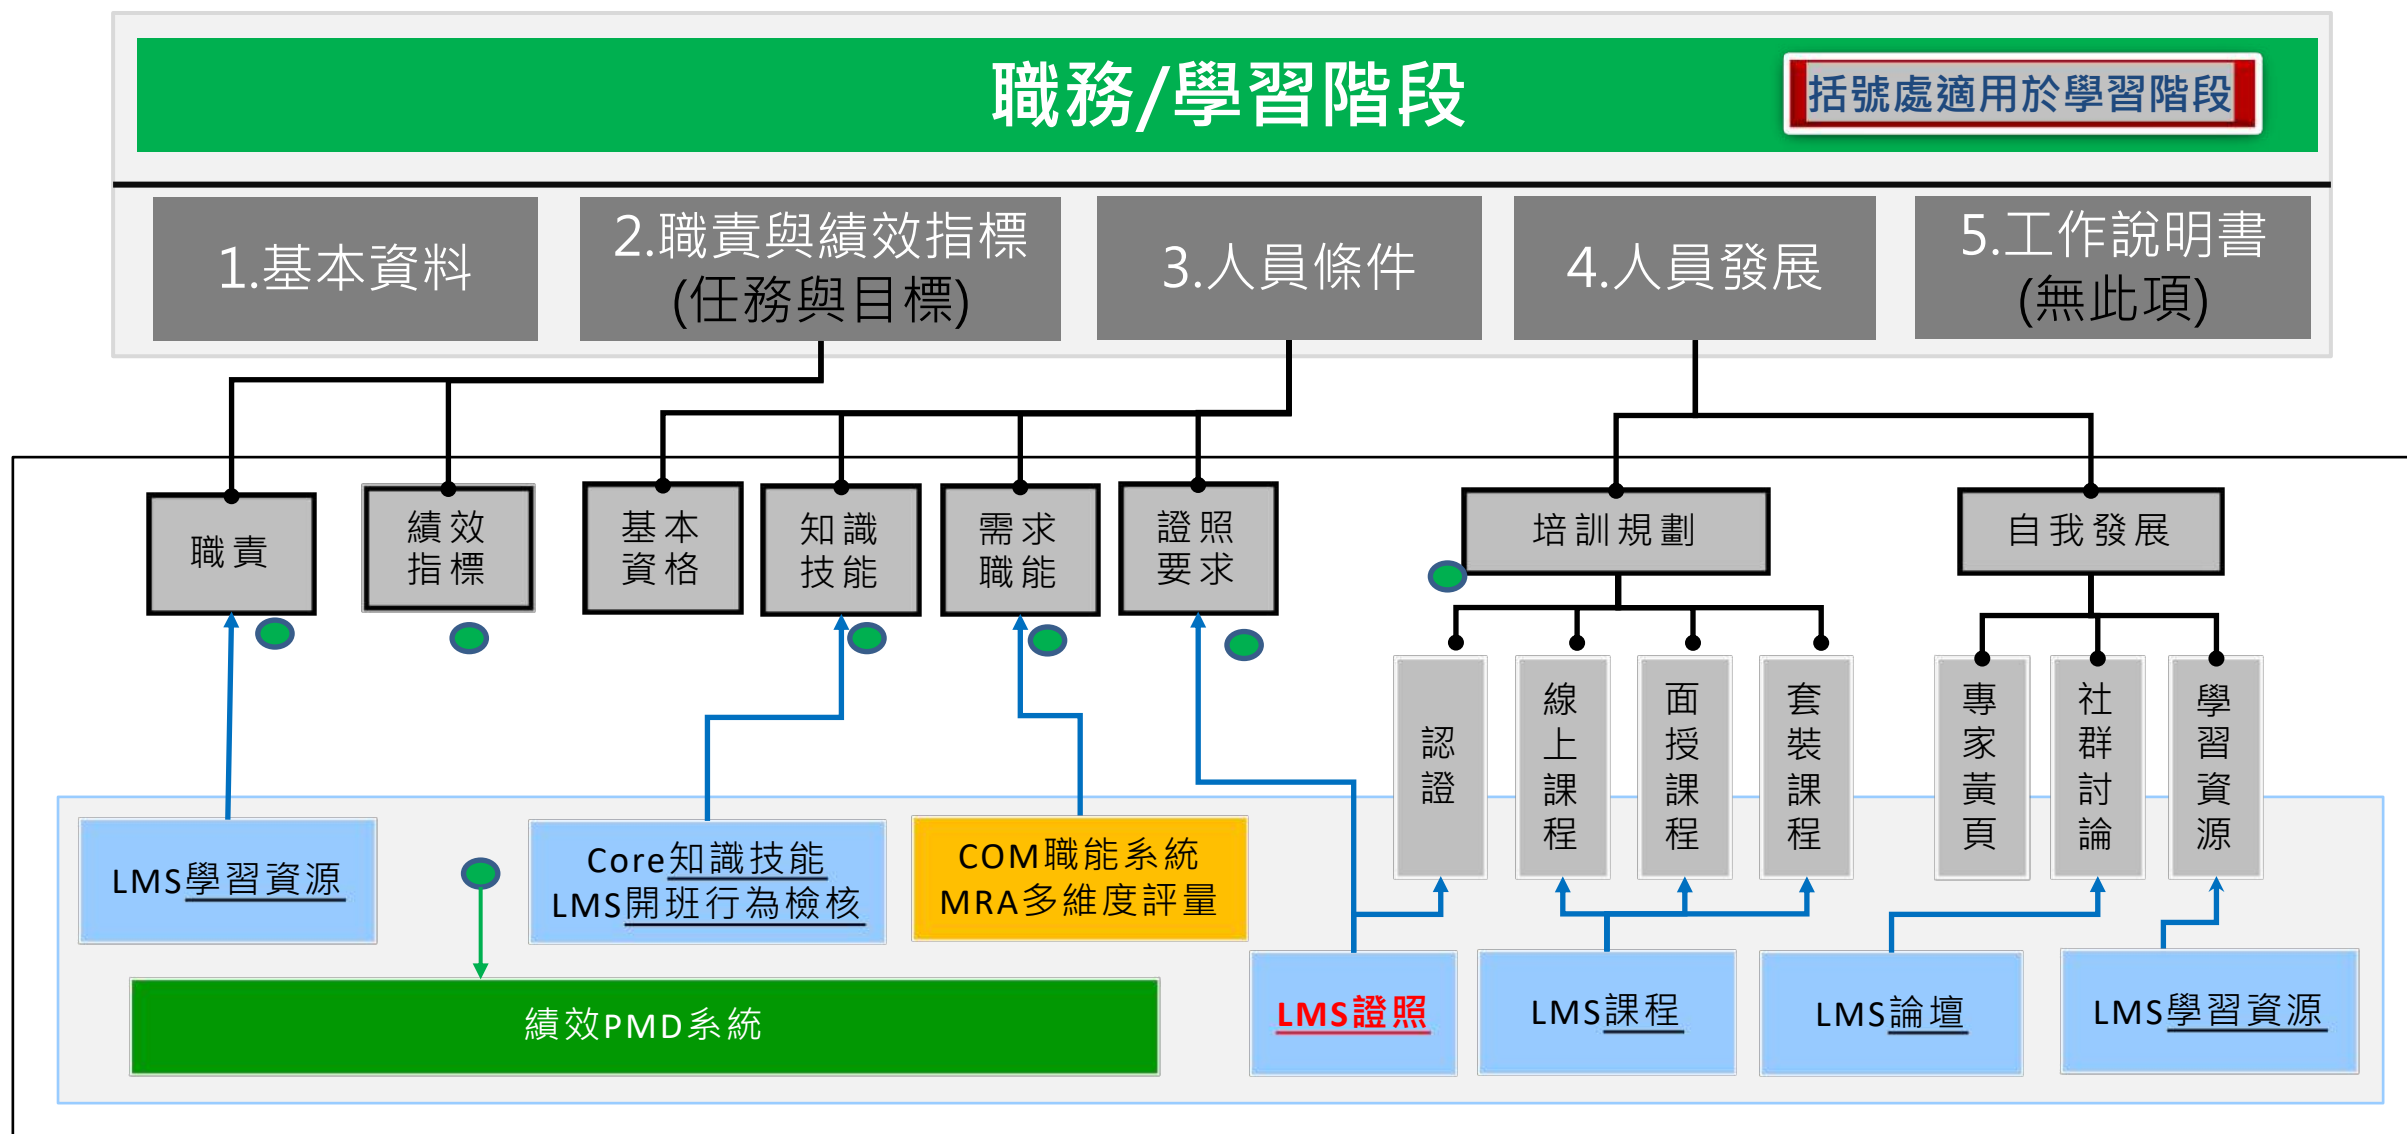 職務/學習階段
括號處適用於學習階段
1.基本資料
2.職責與績效指標
(任務與目標)
3.人員條件
4.人員發展
5.工作說明書
(無此項)
職責
績效
指標
基本
資格
知識
技能
需求
職能
證照
要求
培訓規劃
自我發展
認證
線上課程
面授課程
套裝課程
專家黃頁
社群討論
學習資源
LMS學習資源
Core知識技能
LMS開班行為檢核
COM職能系統
MRA多維度評量
績效PMD系統
LMS證照
LMS課程
LMS論壇
LMS學習資源